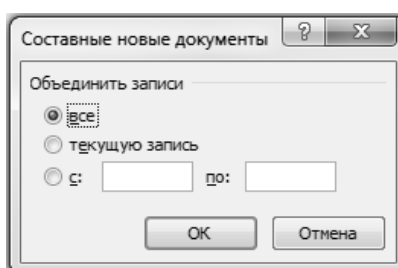 Составные новые документы
Объединить записи
все
текущую запись
с: по:
ОК Отмена